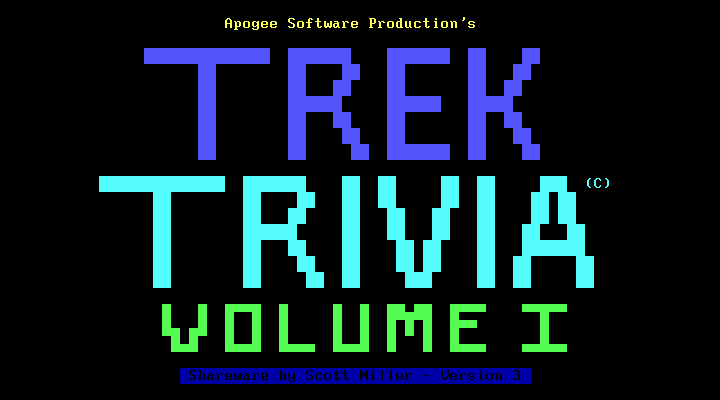 Apogee Software Production's
TREK
TRIVIA (C)
VOLUME I
Shareware by Scott Miller - Version 3